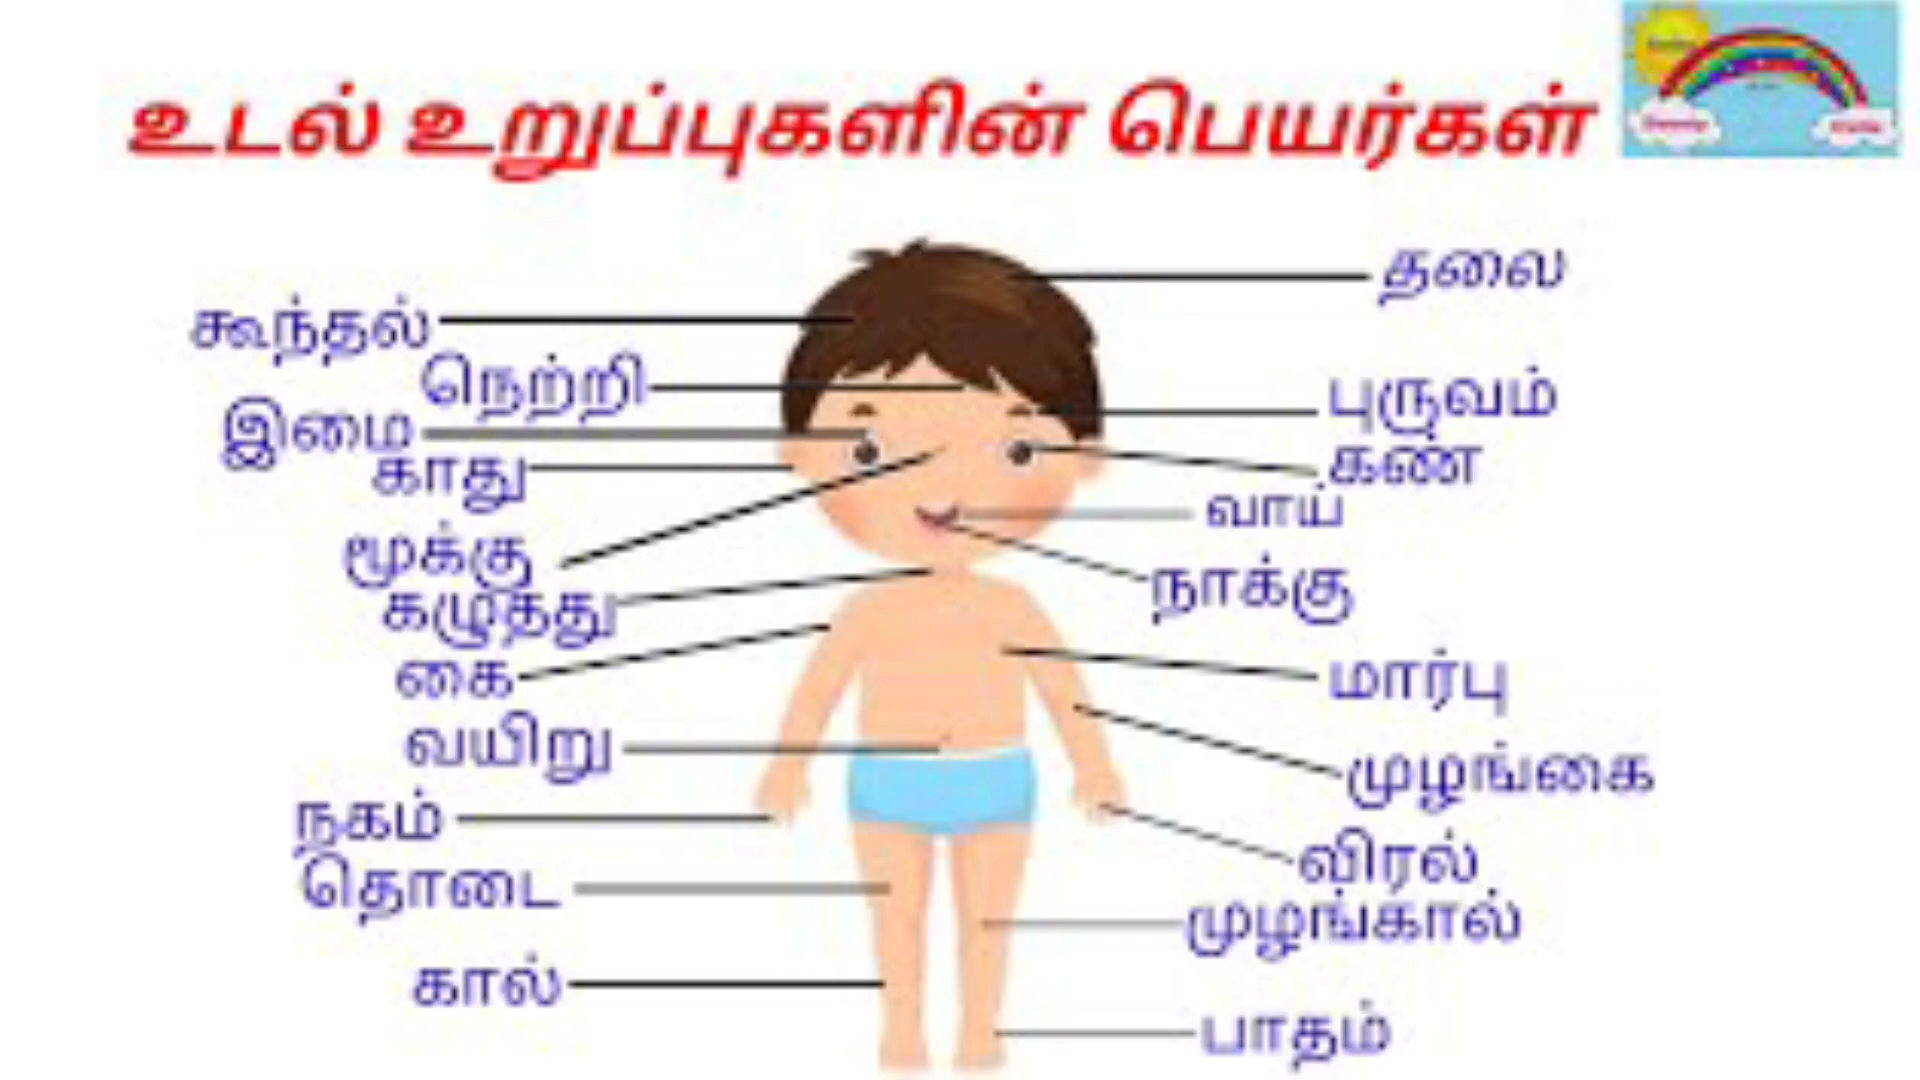 உடல் உறுப்புகளின் பெயர்கள்
தலை
கூந்தல்
நெற்றி
புருவம்
இமை
கண்
காது
வாய்
மூக்கு
நாக்கு
கழுத்து
கை
மார்பு
வயிறு
முழங்கை
நகம்
விரல்
தொடை
முழங்கால்
கால்
பாதம்